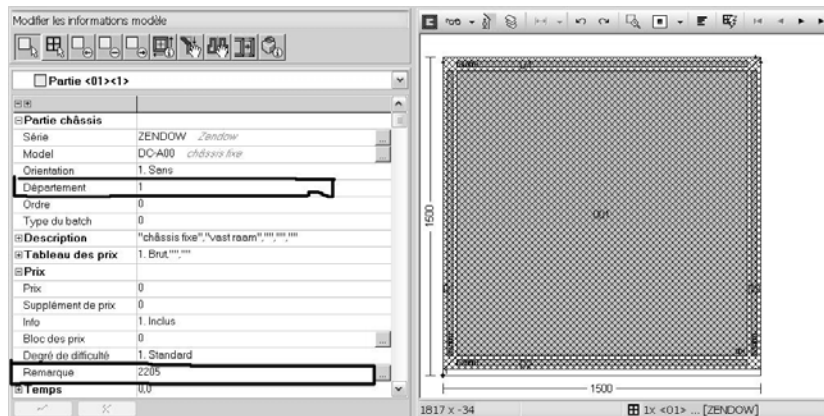 Modifier les informations modèle
Partie <01><1>
Partie châssis
Série ZENDOW Zendow
Model DC-A00 châssis fixe
Orientation 1. Sans
Département 1
Ordre 0
Type du batch 0
Description "châssis fixe","vast raam","","",""
Tableau des prix 1. Brut,"",""
Prix
Prix 0
Supplément de prix 0
Info 1. Inclus
Bloc des prix 0
Degré de difficulté 1. Standard
Remarque 2205
Temps 0,0
1500
001
1500
1817 x -34 1x <01> ... [ZENDOW]